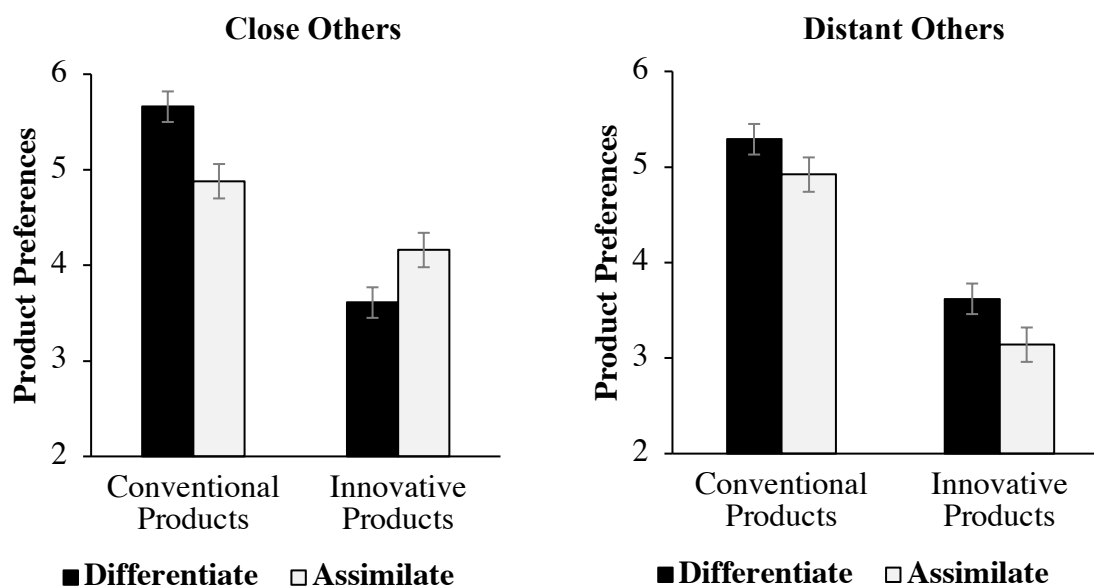 Close Others
Product Preferences
6
5
4
3
2
Conventional Products
Innovative Products
■ Differentiate □ Assimilate
Distant Others
Product Preferences
6
5
4
3
2
Conventional Products
Innovative Products
■ Differentiate □ Assimilate